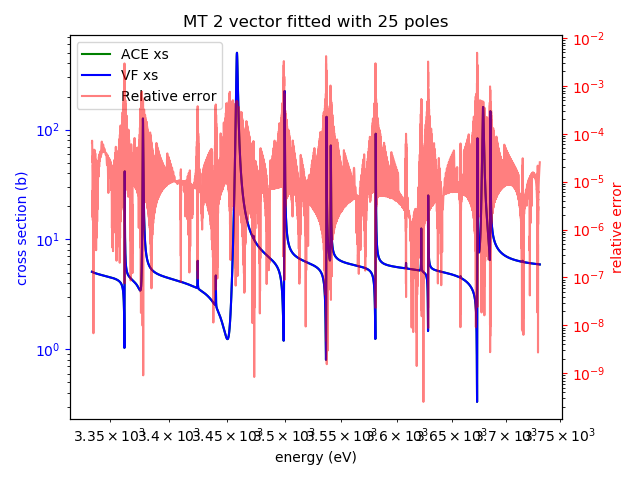 MT 2 vector fitted with 25 poles
ACE xs
VF xs
Relative error
cross section (b)
10²
10¹
10⁰
10⁻²
10⁻³
10⁻⁴
10⁻⁵
10⁻⁶
10⁻⁷
10⁻⁸
10⁻⁹
relative error
3.35 × 10³ 3.4 × 10³ 3.45 × 10³ 3.5 × 10³ 3.55 × 10³ 3.6 × 10³ 3.65 × 10³ 3.7 × 10³ 3.75 × 10³
energy (eV)